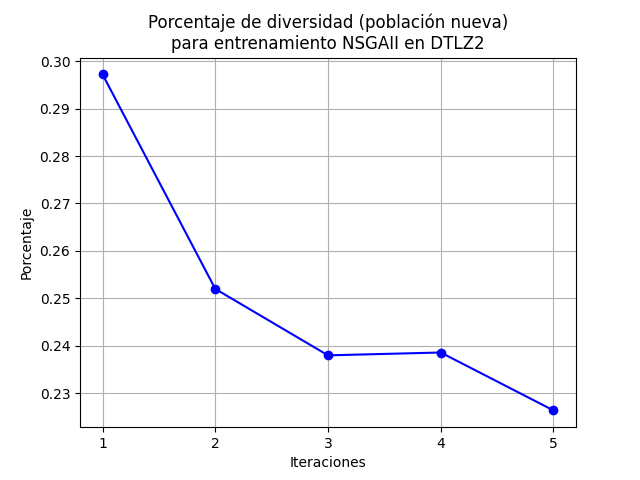 Porcentaje de diversidad (población nueva)
para entrenamiento NSGAII en DTLZ2
0.30
0.29
0.28
0.27
0.26
0.25
0.24
0.23
Porcentaje
1 2 3 4 5
Iteraciones